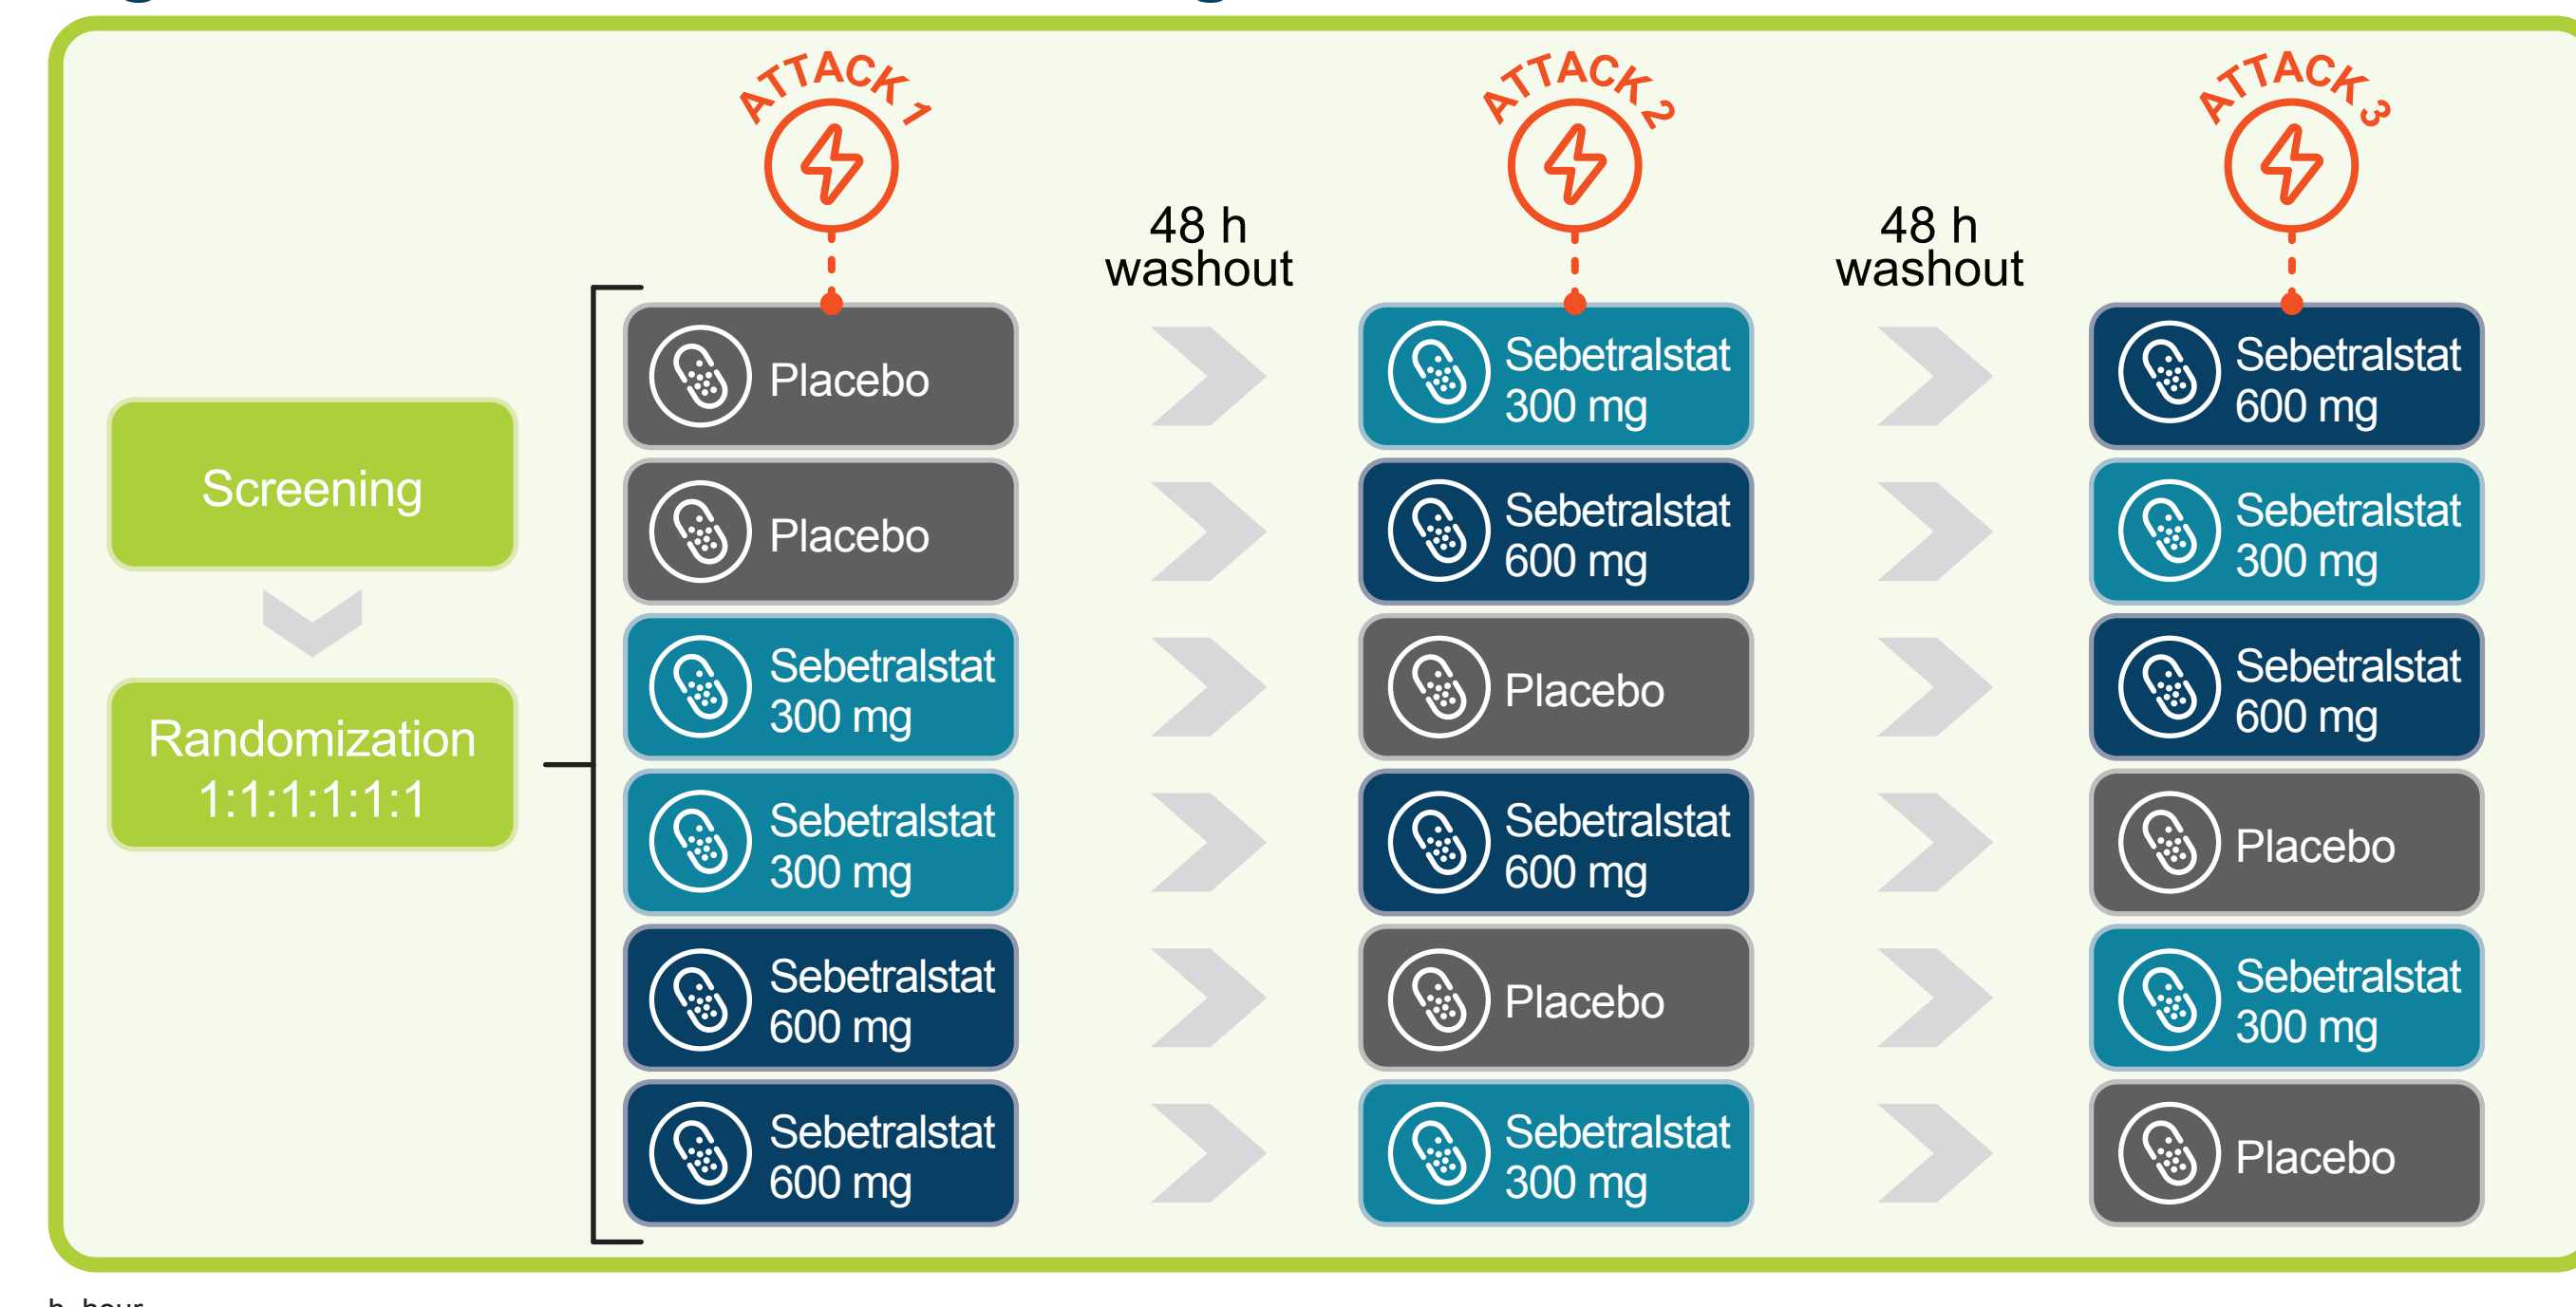 ATTACK 1
ATTACK 2
ATTACK 3
48 h
washout
48 h
washout
Screening
Randomization
1:1:1:1:1:1
Placebo
Sebetralstat
300 mg
Sebetralstat
600 mg
Placebo
Sebetralstat
600 mg
Sebetralstat
300 mg
Sebetralstat
300 mg
Placebo
Sebetralstat
600 mg
Sebetralstat
300 mg
Sebetralstat
600 mg
Placebo
Sebetralstat
600 mg
Placebo
Sebetralstat
300 mg
Sebetralstat
600 mg
Sebetralstat
300 mg
Placebo